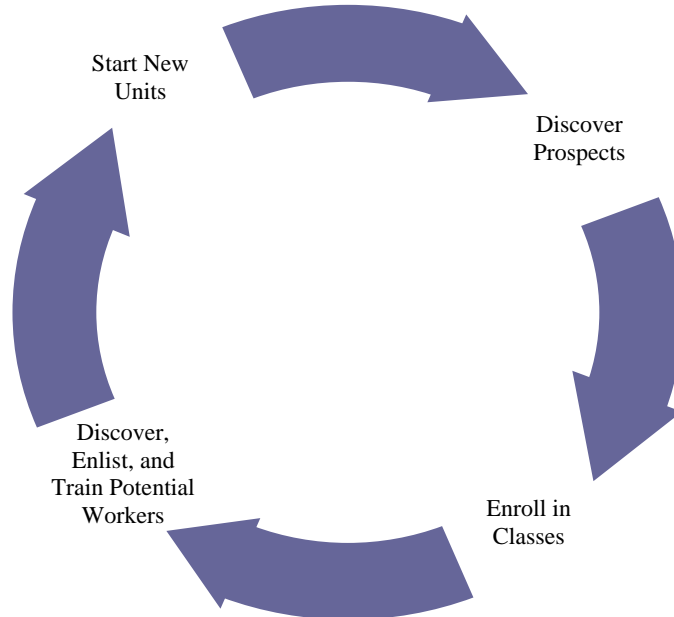 Start New
Units
Discover
Prospects
Enroll in
Classes
Discover,
Enlist, and
Train Potential
Workers